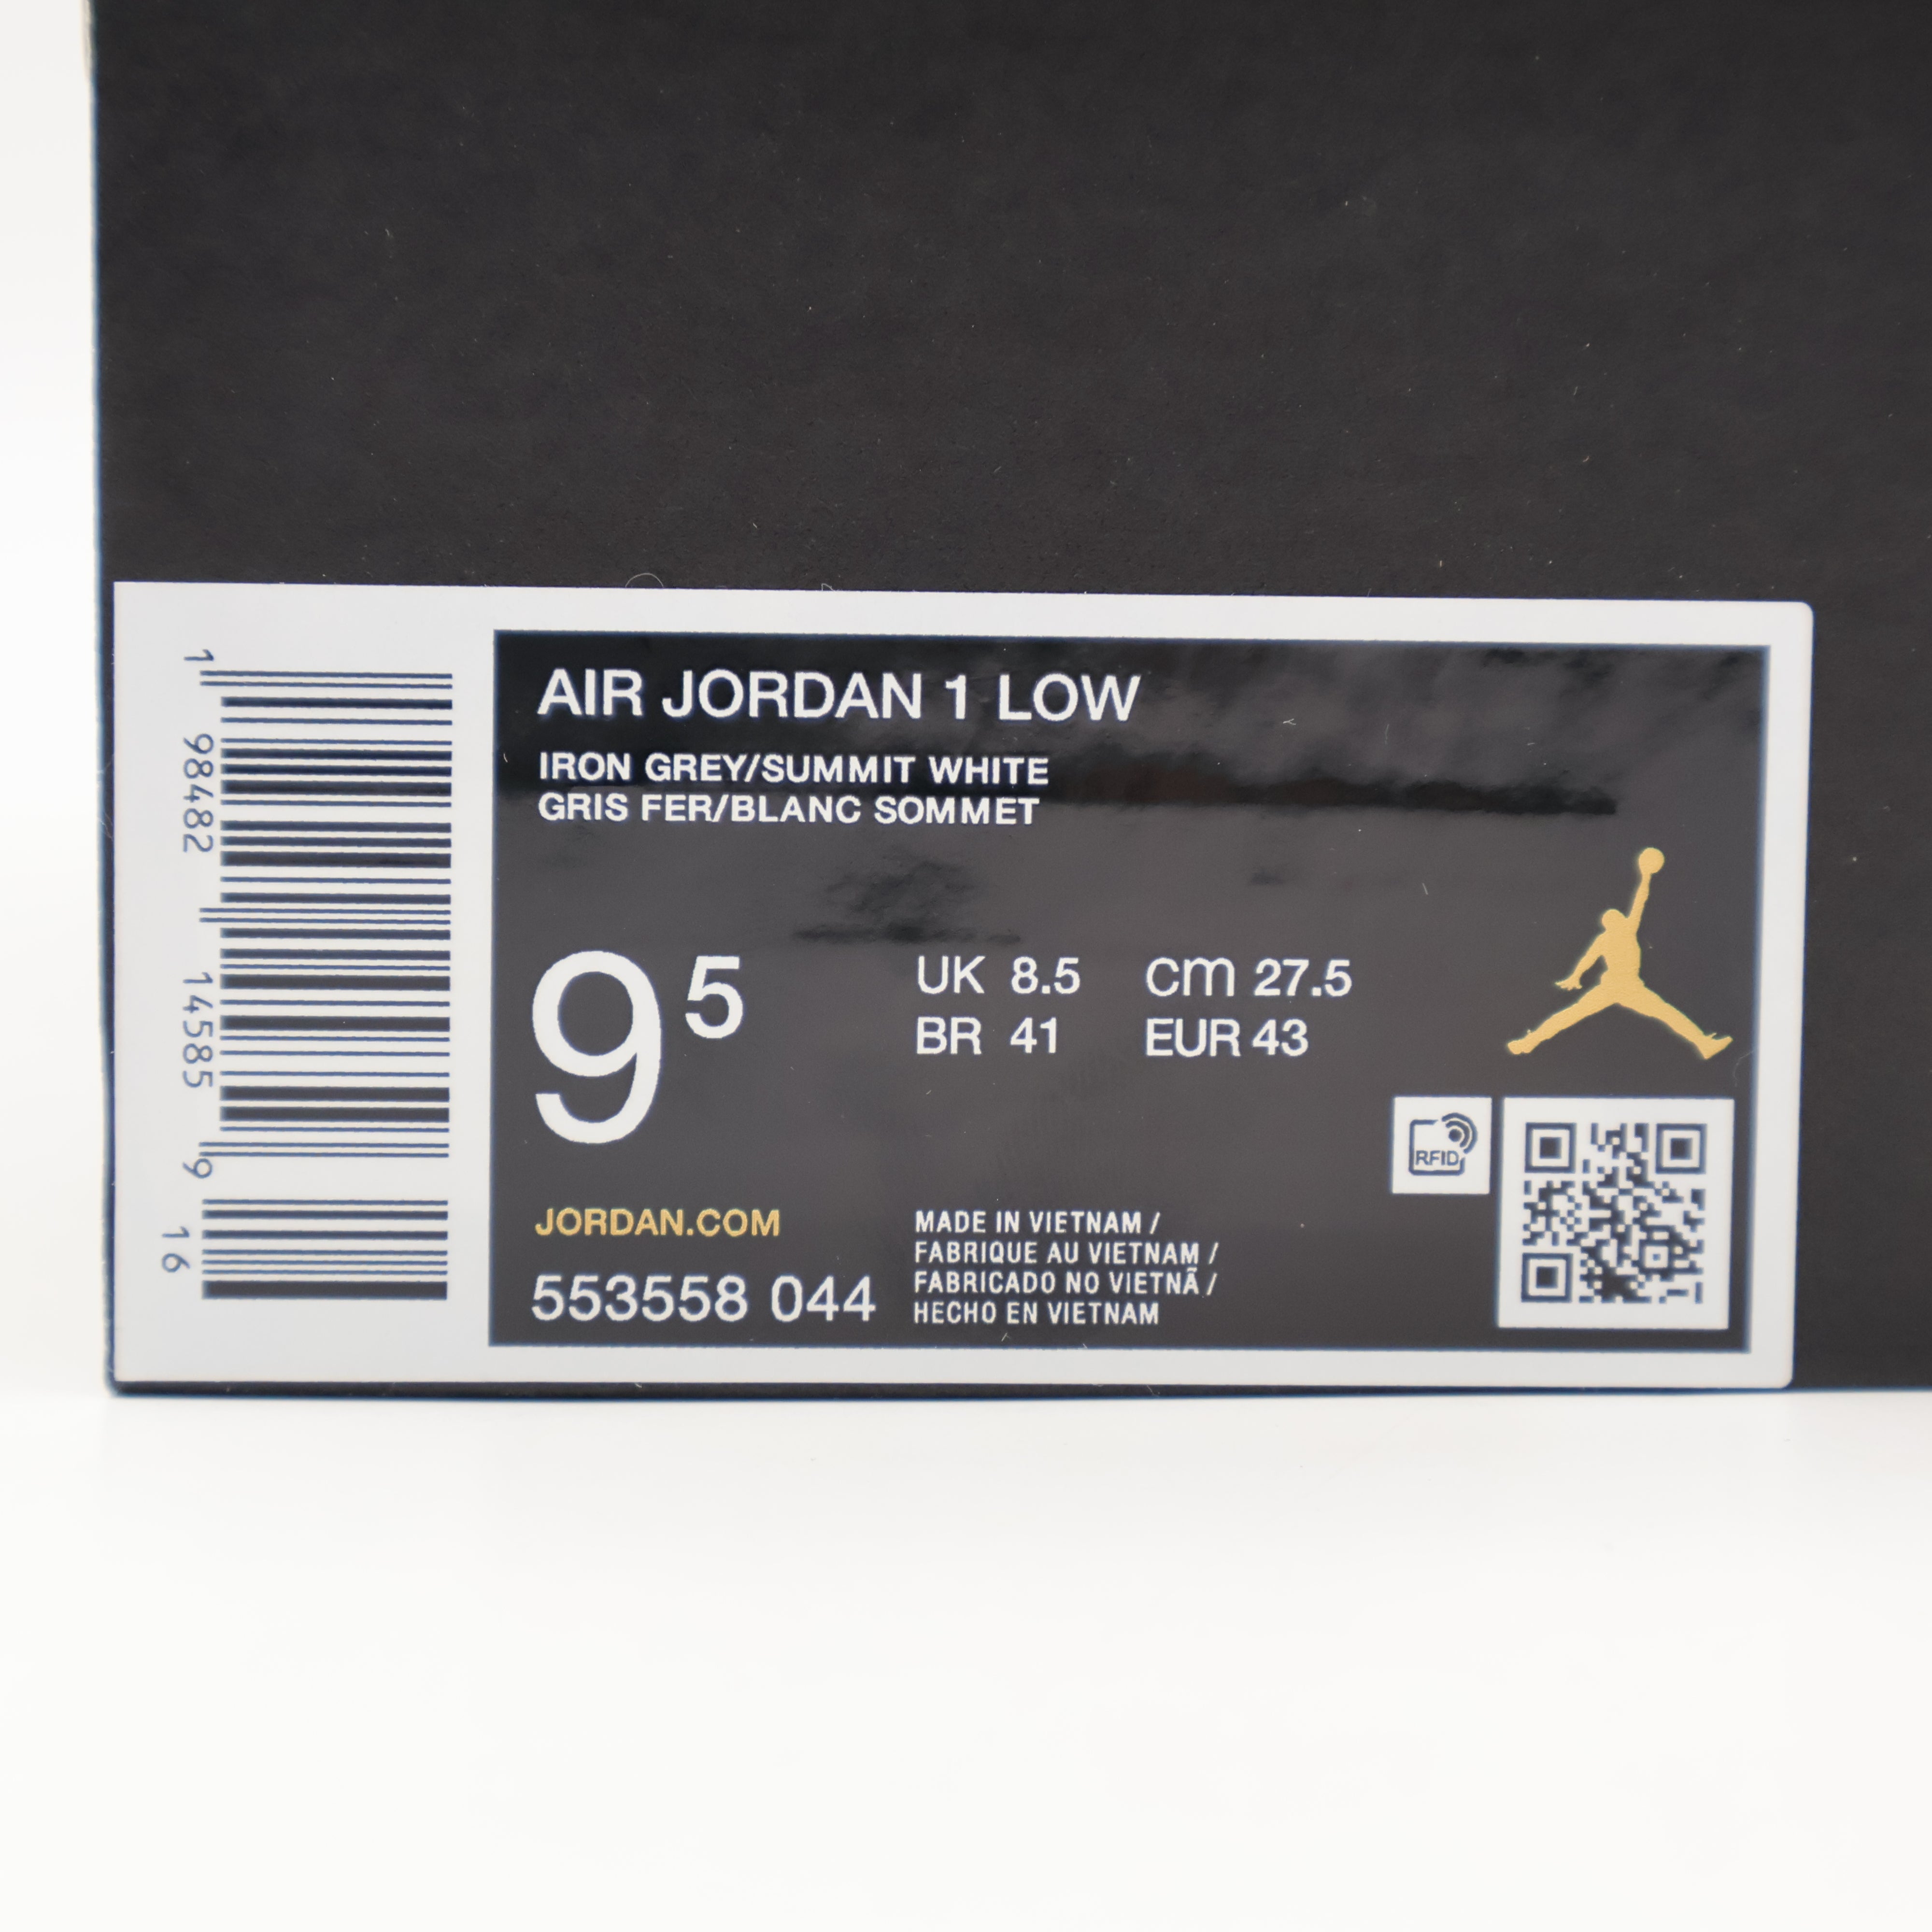 AIR JORDAN 1 LOW
IRON GREY/SUMMIT WHITE
GRIS FER/BLANC SOMMET
9 5
UK 8.5 CM 27.5
BR 41 EUR 43
RFID
JORDAN.COM
553558 044
MADE IN VIETNAM /
FABRIQUE AU VIETNAM /
FABRICADO NO VIETNÃ /
HECHO EN VIETNAM
1 98482 14585 9 16